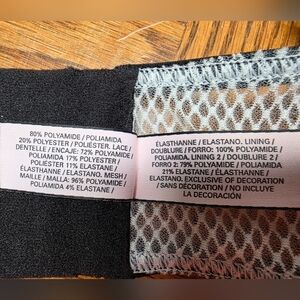 80% POLYAMIDE / POLIAMIDA
20% POLYESTER / POLIÉSTER. LACE /
DENTELLE / ENCAJE: 72% POLYAMIDE /
POLIAMIDA 17% POLYESTER /
POLIÉSTER 11% ELASTANE /
ÉLASTHANNE / ELASTANO. MESH /
MAILLE / MALLA: 96% POLYAMIDE /
POLIAMIDA 4% ELASTANE /
ÉLASTHANNE / ELASTANO. LINING /
DOUBLURE / FORRO: 100% POLYAMIDE /
POLIAMIDA. LINING 2 / DOUBLURE 2 /
FORRO 2: 79% POLYAMIDE / POLIAMIDA
21% ELASTANE / ÉLASTHANNE /
ELASTANO. EXCLUSIVE OF DECORATION
/ SANS DÉCORATION / NO INCLUYE
LA DECORACIÓN